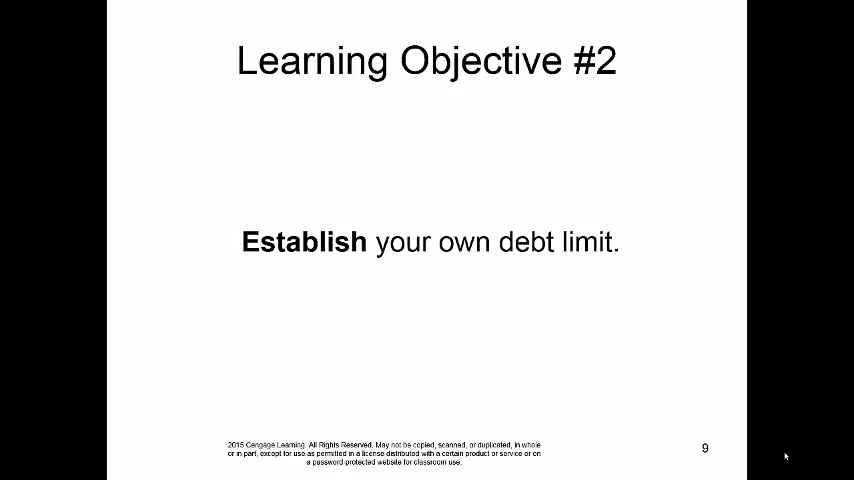 Learning Objective #2
Establish your own debt limit.
2015 Cengage Learning. All Rights Reserved. May not be copied, scanned, or duplicated, in whole
or in part, except for use as permitted in a license distributed with a certain product or service or on
e password-protected website for classroom use.
9